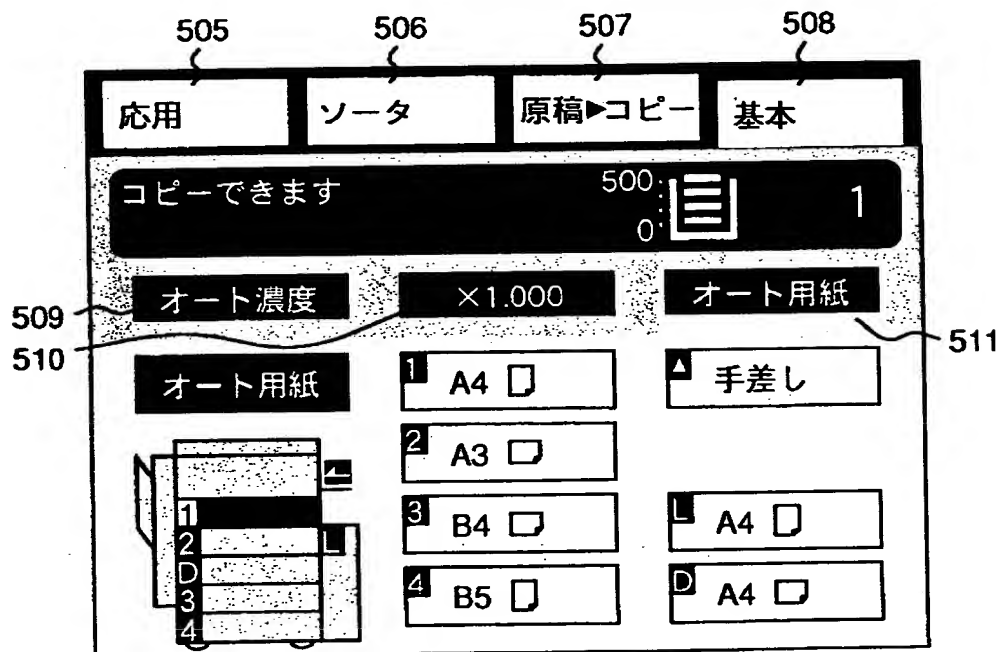 505 506 507 508
応用 ソータ 原稿▶コピー 基本
コピーできます 500 1
0
509 オート濃度 ×1.000 オート用紙 511
510
オート用紙 1 A4 ▲ 手差し
2 A3
1 3 B4 L A4
2 L
D
3 4 B5 D A4
4